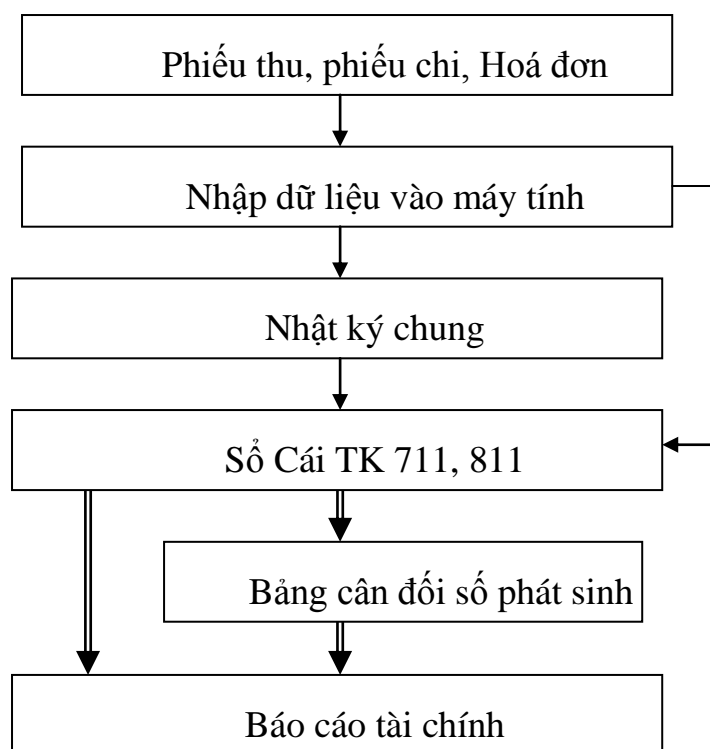 Phiếu thu, phiếu chi, Hoá đơn
Nhập dữ liệu vào máy tính
Nhật ký chung
Sổ Cái TK 711, 811
Bảng cân đối số phát sinh
Báo cáo tài chính